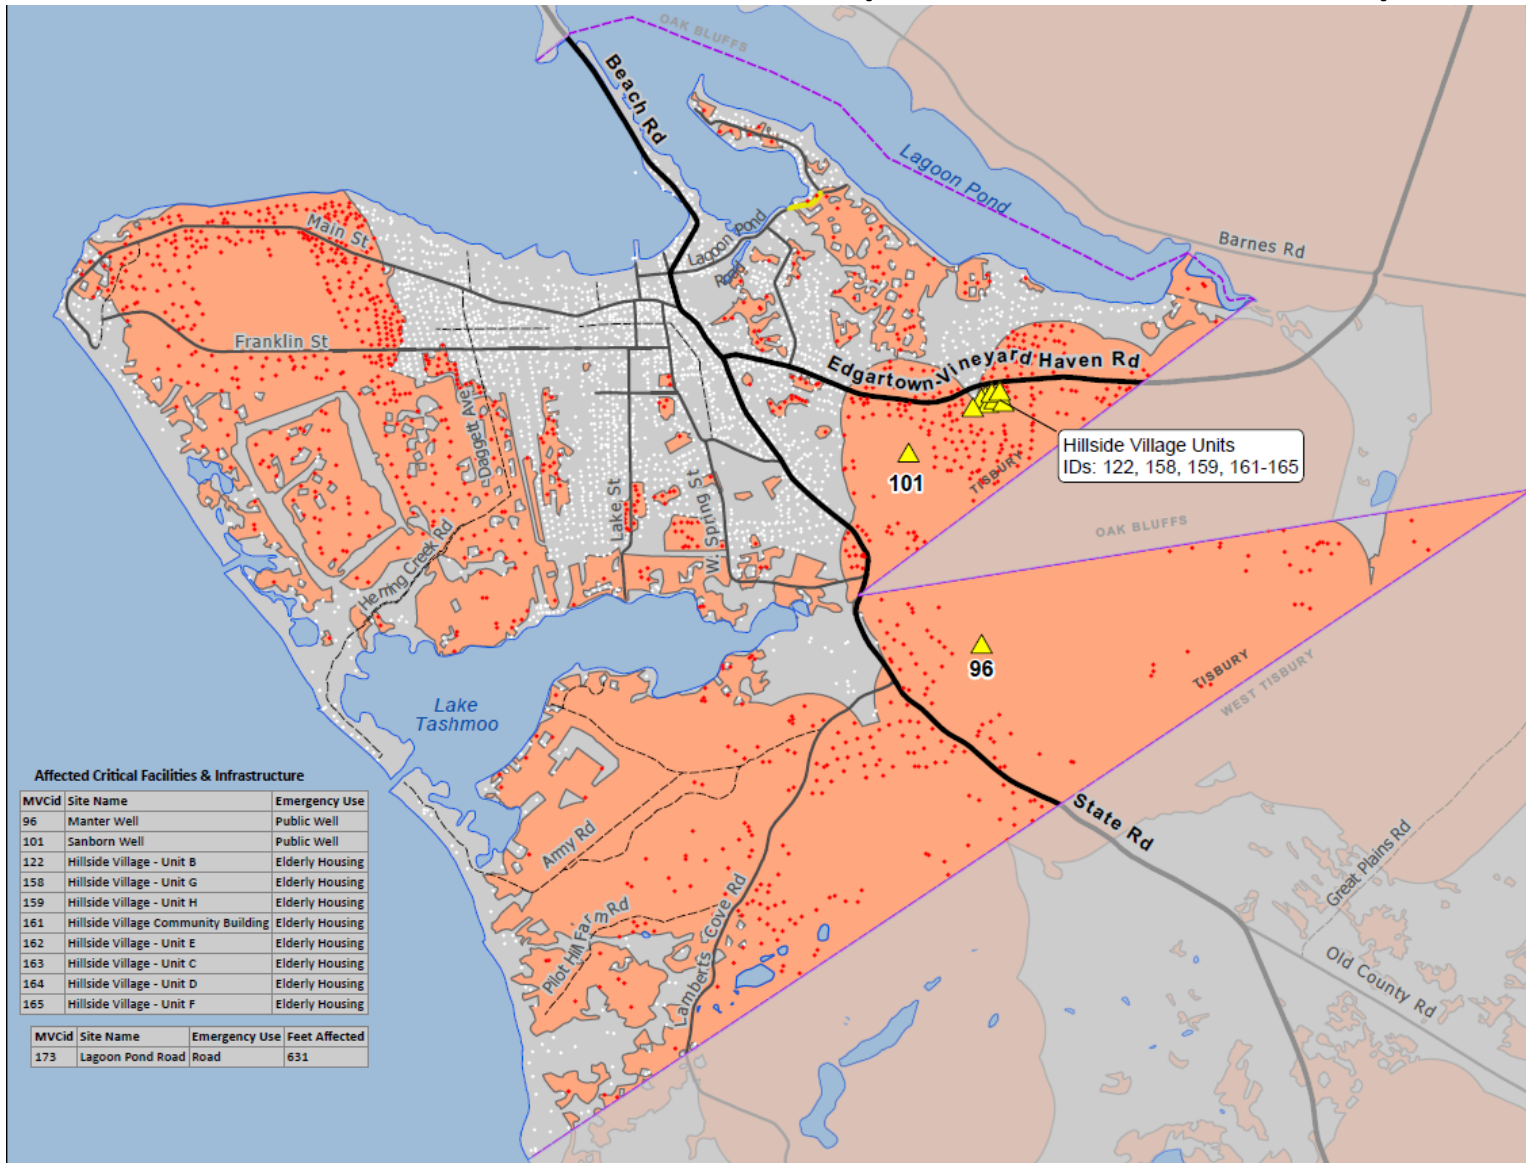 OAK BLUFFS
Beach Rd
Lagoon Pond
Lagoon Pond
Road
Barnes Rd
Main St
Franklin St
Edgartown-Vineyard Haven Rd
Daggett Ave
Hillside Village Units
IDs: 122, 158, 159, 161-165
101
TISBURY
Lake St
W. Spring St
OAK BLUFFS
Herring Creek Rd
96
TISBURY
WEST TISBURY
Lake
Tashmoo
State Rd
Army Rd
Great Plains Rd
Lamberts Cove Rd
Pilot Hill Farm Rd
Old County Rd
Affected Critical Facilities & Infrastructure
MVCid Site Name Emergency Use
96 Manter Well Public Well
101 Sanborn Well Public Well
122 Hillside Village - Unit B Elderly Housing
158 Hillside Village - Unit G Elderly Housing
159 Hillside Village - Unit H Elderly Housing
161 Hillside Village Community Building Elderly Housing
162 Hillside Village - Unit E Elderly Housing
163 Hillside Village - Unit C Elderly Housing
164 Hillside Village - Unit D Elderly Housing
165 Hillside Village - Unit F Elderly Housing
MVCid Site Name Emergency Use Feet Affected
173 Lagoon Pond Road Road 631